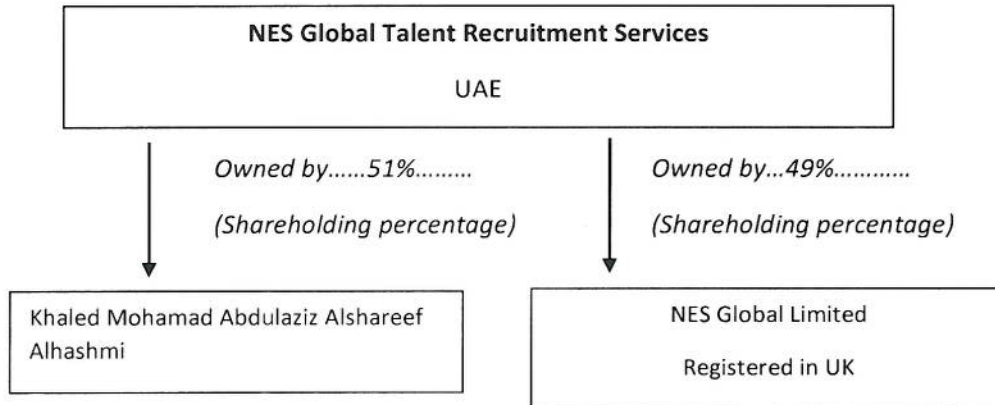 NES Global Talent Recruitment Services
UAE
Owned by......51%.........
(Shareholding percentage)
Owned by...49%............
(Shareholding percentage)
Khaled Mohamad Abdulaziz Alshareef
Alhashmi
NES Global Limited
Registered in UK